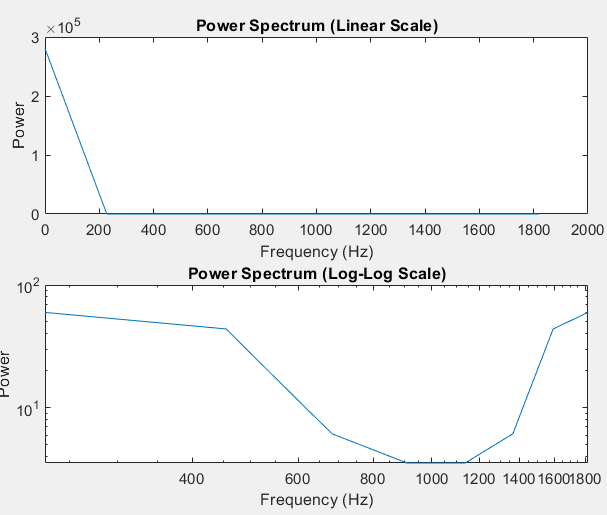 Power Spectrum (Linear Scale)
×10^5
3
2
1
0
Power
0 200 400 600 800 1000 1200 1400 1600 1800 2000
Frequency (Hz)
Power Spectrum (Log-Log Scale)
10^2
10^1
Power
400 600 800 1000 1200 1400 1600 1800
Frequency (Hz)